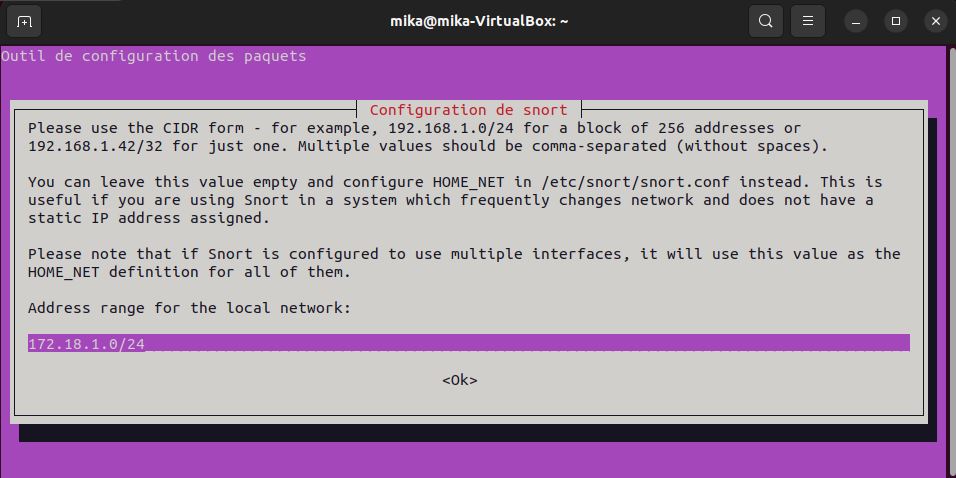 mika@mika-VirtualBox: ~
Outil de configuration des paquets
Configuration de snort
Please use the CIDR form - for example, 192.168.1.0/24 for a block of 256 addresses or
192.168.1.42/32 for just one. Multiple values should be comma-separated (without spaces).
You can leave this value empty and configure HOME_NET in /etc/snort/snort.conf instead. This is
useful if you are using Snort in a system which frequently changes network and does not have a
static IP address assigned.
Please note that if Snort is configured to use multiple interfaces, it will use this value as the
HOME_NET definition for all of them.
Address range for the local network:
172.18.1.0/24
<Ok>